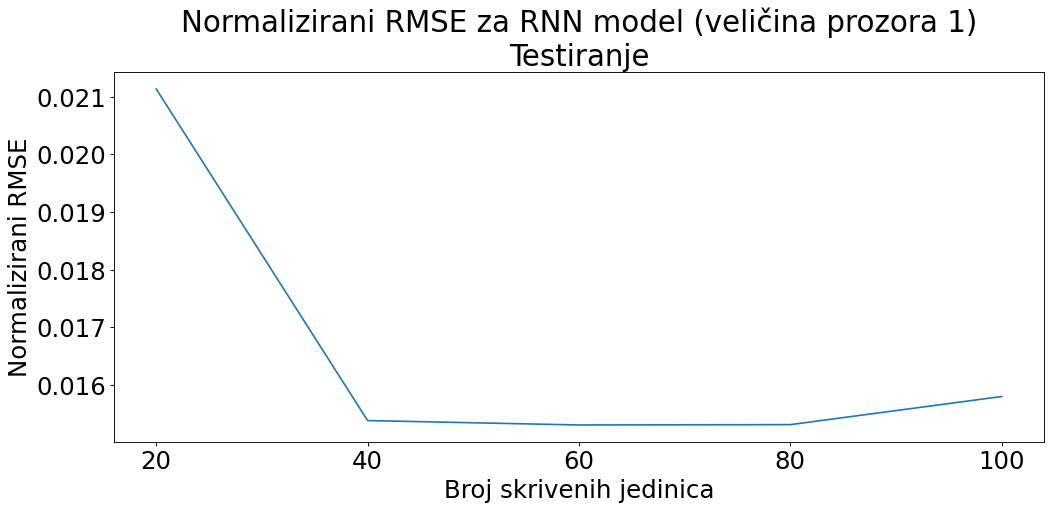 Normalizirani RMSE za RNN model (veličina prozora 1)
Testiranje
Normalizirani RMSE
0.021
0.020
0.019
0.018
0.017
0.016
20 40 60 80 100
Broj skrivenih jedinica